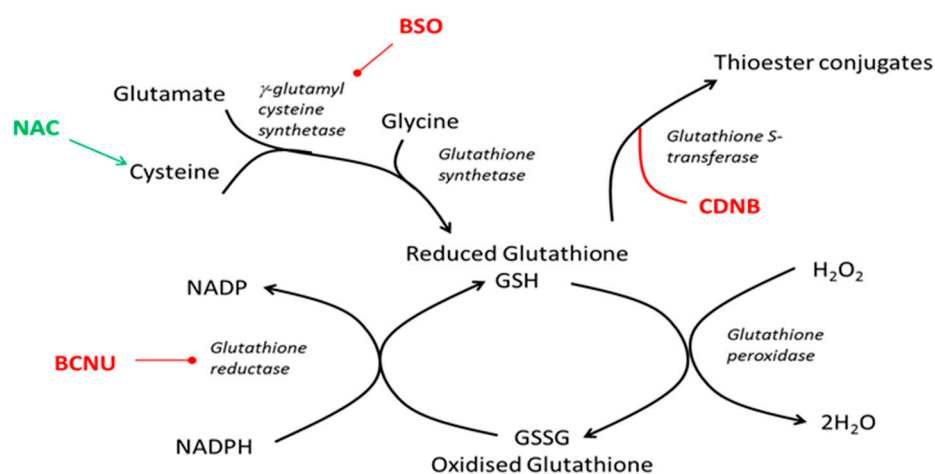 BSO
Thioester conjugates
Glutamate
γ-glutamyl
cysteine
synthetase
Glycine
NAC
Cysteine
Glutathione
synthetase
Glutathione S-
transferase
CDNB
Reduced Glutathione
GSH
NADP
H₂O₂
BCNU
Glutathione
reductase
Glutathione
peroxidase
NADPH
GSSG
Oxidised Glutathione
2H₂O